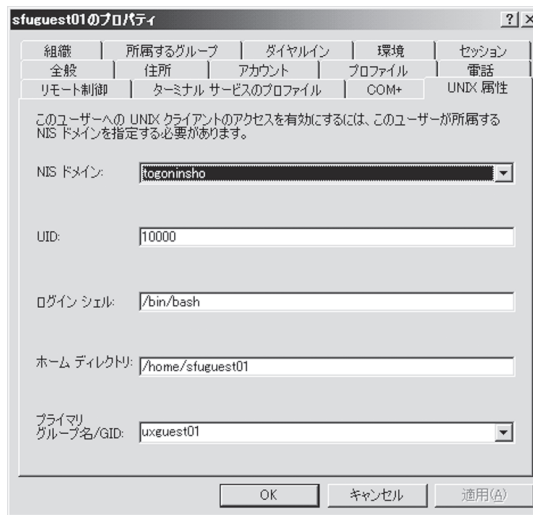 sfuguest01のプロパティ
組織 所属するグループ ダイヤルイン 環境 セッション
全般 住所 アカウント プロファイル 電話
リモート制御 ターミナル サービスのプロファイル COM+ UNIX 属性
このユーザーへの UNIX クライアントのアクセスを有効にするには、このユーザーが所属する
NIS ドメインを指定する必要があります。
NIS ドメイン: togoninsho
UID: 10000
ログイン シェル: /bin/bash
ホーム ディレクトリ: /home/sfuguest01
プライマリ
グループ名/GID: uxguest01
OK キャンセル 適用(A)